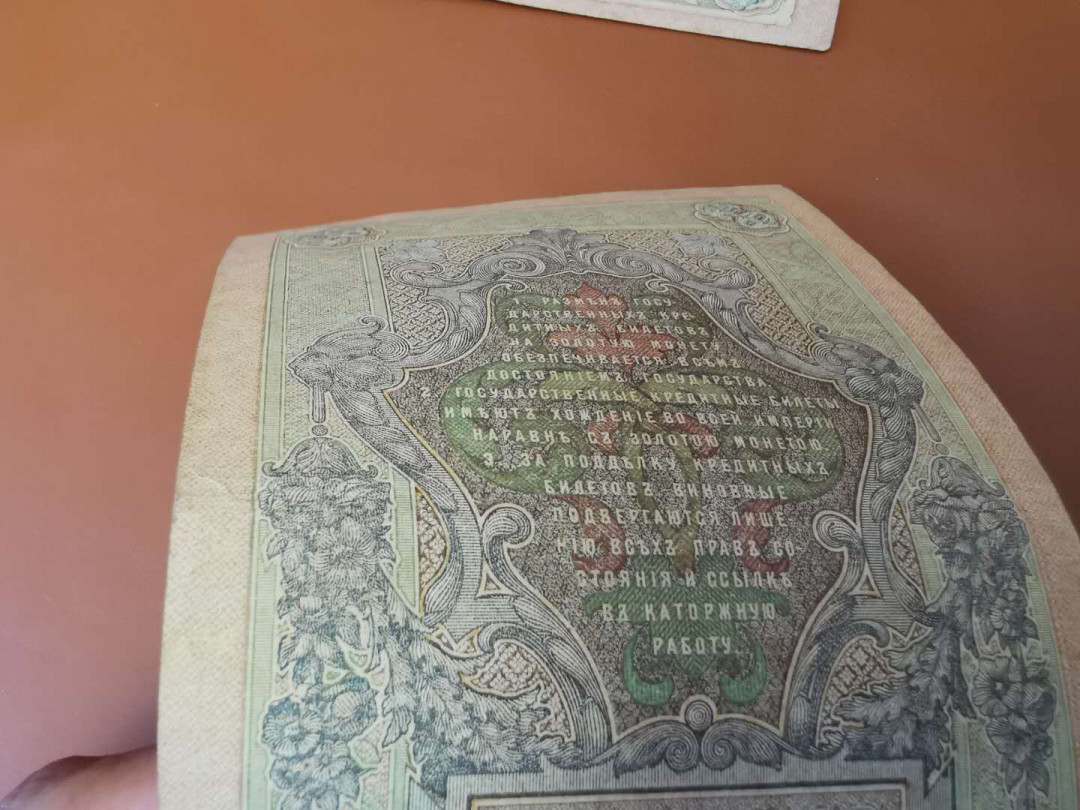 1. РАЗМѢНЪ ГОСУ
ДАРСТВЕННЫХЪ КРЕ-
ДИТНЫХЪ БИЛЕТОВЪ
НА ЗОЛОТУЮ МОНЕТУ
ОБЕЗПЕЧИВАЕТСЯ ВСѢМЪ
ДОСТОЯНІЕМЪ ГОСУДАРСТВА.
2. ГОСУДАРСТВЕННЫЕ КРЕДИТНЫЕ БИЛЕТЫ
ИМѢЮТЪ ХОЖДЕНІЕ ВО ВСЕЙ ИМПЕРІИ
НАРАВНѢ СЪ ЗОЛОТОЮ МОНЕТОЮ.
3. ЗА ПОДДѢЛКУ КРЕДИТНЫХЪ
БИЛЕТОВЪ ВИНОВНЫЕ
ПОДВЕРГАЮТСЯ ЛИШЕ
НІЮ ВСѢХЪ ПРАВЪ СО-
СТОЯНІЯ И ССЫЛКѢ
ВЪ КАТОРЖНУЮ
РАБОТУ.